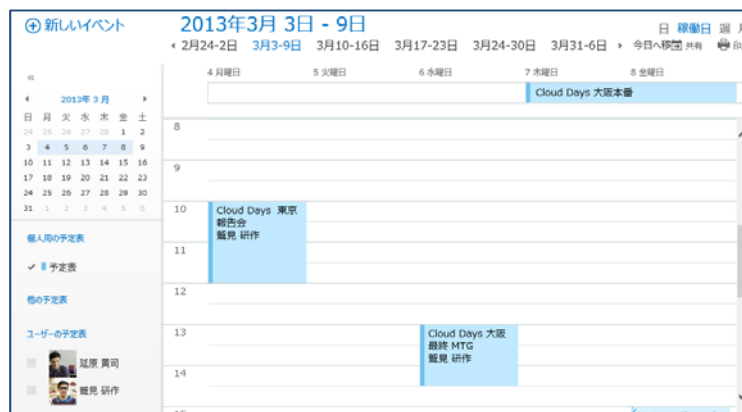 新しいイベント
2013年3月 3日 - 9日
日 稼働日 週
2月24-2日 3月3-9日 3月10-16日 3月17-23日 3月24-30日 3月31-6日 今日へ移 共有
4 月曜日 5 火曜日 6 水曜日 7 木曜日 8 金曜日
Cloud Days 大阪本番
«
2013年 3 月
日 月 火 水 木 金 土
24 25 26 27 28 1 2
3 4 5 6 7 8 9
10 11 12 13 14 15 16
17 18 19 20 21 22 23
24 25 26 27 28 29 30
31 1 2 3 4 5 6
個人用の予定表
予定表
他の予定表
ユーザーの予定表
延原 黄司
鷲見 研作
8
9
10
Cloud Days 東京
報告会
鷲見 研作
11
12
13
Cloud Days 大阪
最終 MTG
鷲見 研作
14